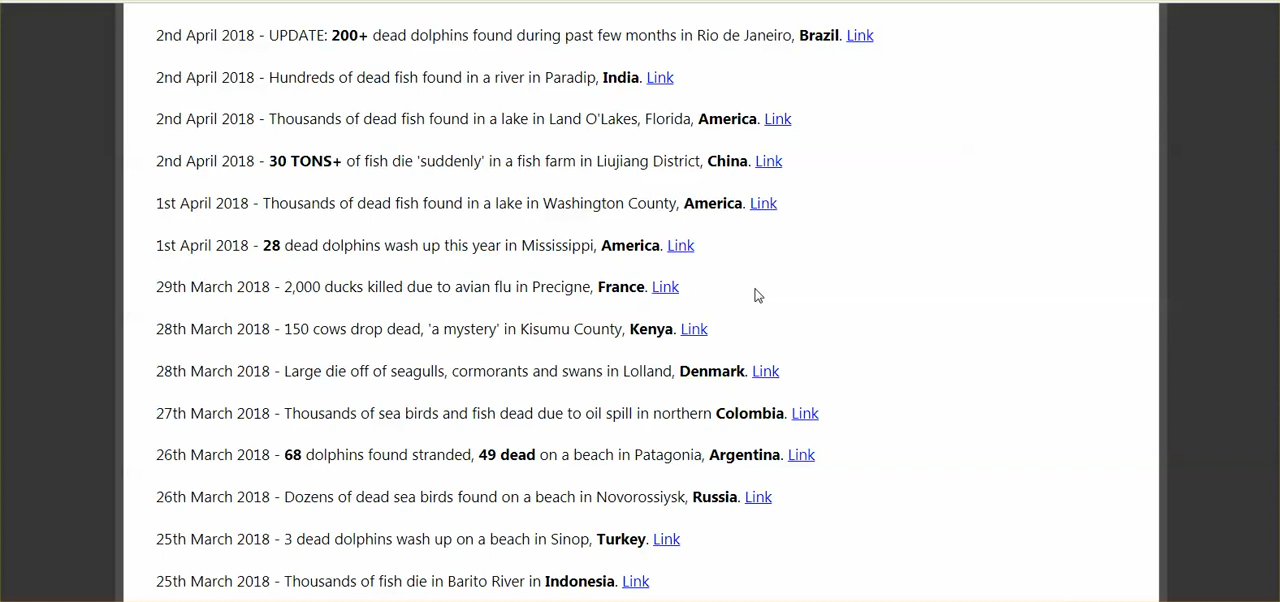 2nd April 2018 - UPDATE: 200+ dead dolphins found during past few months in Rio de Janeiro, Brazil. Link
2nd April 2018 - Hundreds of dead fish found in a river in Paradip, India. Link
2nd April 2018 - Thousands of dead fish found in a lake in Land O'Lakes, Florida, America. Link
2nd April 2018 - 30 TONS+ of fish die 'suddenly' in a fish farm in Liujiang District, China. Link
1st April 2018 - Thousands of dead fish found in a lake in Washington County, America. Link
1st April 2018 - 28 dead dolphins wash up this year in Mississippi, America. Link
29th March 2018 - 2,000 ducks killed due to avian flu in Precigne, France. Link
28th March 2018 - 150 cows drop dead, 'a mystery' in Kisumu County, Kenya. Link
28th March 2018 - Large die off of seagulls, cormorants and swans in Lolland, Denmark. Link
27th March 2018 - Thousands of sea birds and fish dead due to oil spill in northern Colombia. Link
26th March 2018 - 68 dolphins found stranded, 49 dead on a beach in Patagonia, Argentina. Link
26th March 2018 - Dozens of dead sea birds found on a beach in Novorossiysk, Russia. Link
25th March 2018 - 3 dead dolphins wash up on a beach in Sinop, Turkey. Link
25th March 2018 - Thousands of fish die in Barito River in Indonesia. Link